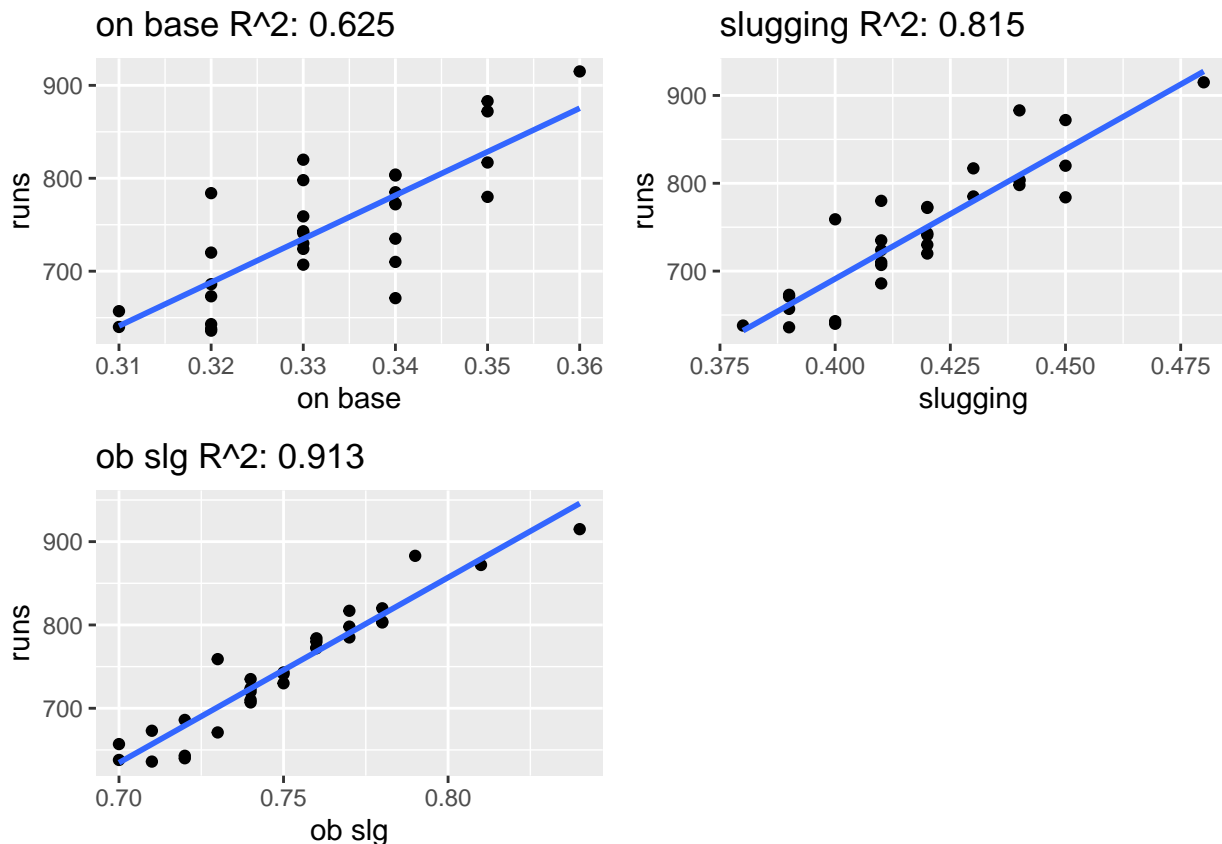 on base R^2: 0.625
900
800
700
runs
0.31 0.32 0.33 0.34 0.35 0.36
on base
slugging R^2: 0.815
900
800
700
runs
0.375 0.400 0.425 0.450 0.475
slugging
ob slg R^2: 0.913
900
800
700
runs
0.70 0.75 0.80
ob slg